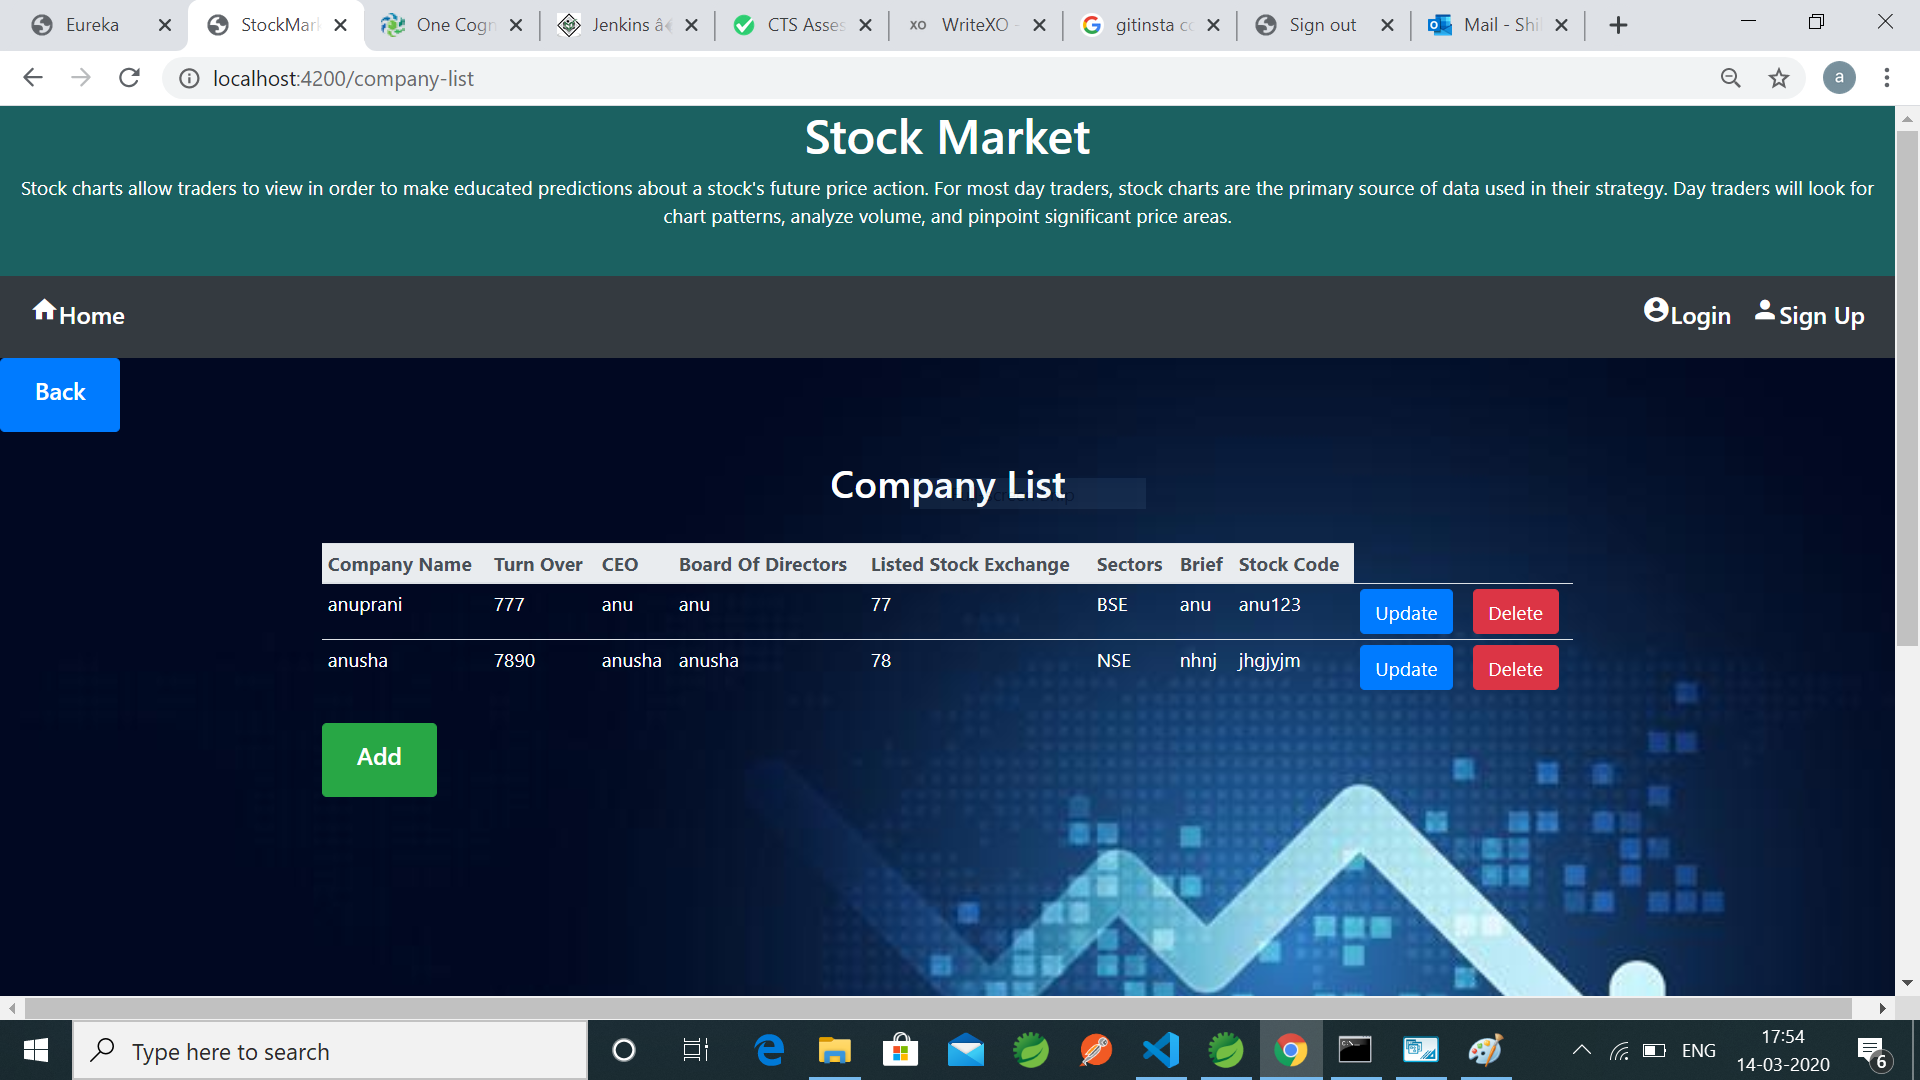 Eureka
StockMark
One Cogn
Jenkins â
CTS Asses
WriteXO -
gitinsta co
Sign out
Mail - Shi
localhost:4200/company-list
a
Stock Market
Stock charts allow traders to view in order to make educated predictions about a stock's future price action. For most day traders, stock charts are the primary source of data used in their strategy. Day traders will look for
chart patterns, analyze volume, and pinpoint significant price areas.
Home
Login Sign Up
Back
Company List
Company Name Turn Over CEO Board Of Directors Listed Stock Exchange Sectors Brief Stock Code
anuprani 777 anu anu 77 BSE anu anu123 Update Delete
anusha 7890 anusha anusha 78 NSE nhnj jhgjyjm Update Delete
Add
Type here to search
ENG
17:54
14-03-2020
6